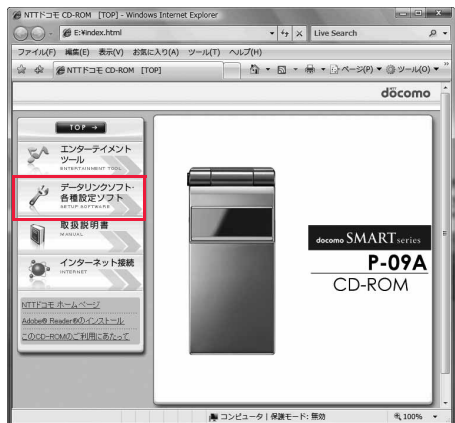 NTTドコモ CD-ROM [TOP] - Windows Internet Explorer
E:¥index.html
Live Search
ファイル(F) 編集(E) 表示(V) お気に入り(A) ツール(T) ヘルプ(H)
NTTドコモ CD-ROM [TOP]
ページ(P) ツール(O)
döcomo
TOP →
エンターテイメント
ツール
ENTERTAINMENT TOOL
データリンクソフト・
各種設定ソフト
SETUP SOFTWARE
取扱説明書
MANUAL
インターネット接続
INTERNET
NTTドコモ ホームページ
Adobe® Reader®のインストール
このCD-ROMのご利用にあたって
docomo SMART series
P-09A
CD-ROM
コンピュータ | 保護モード: 無効
100%